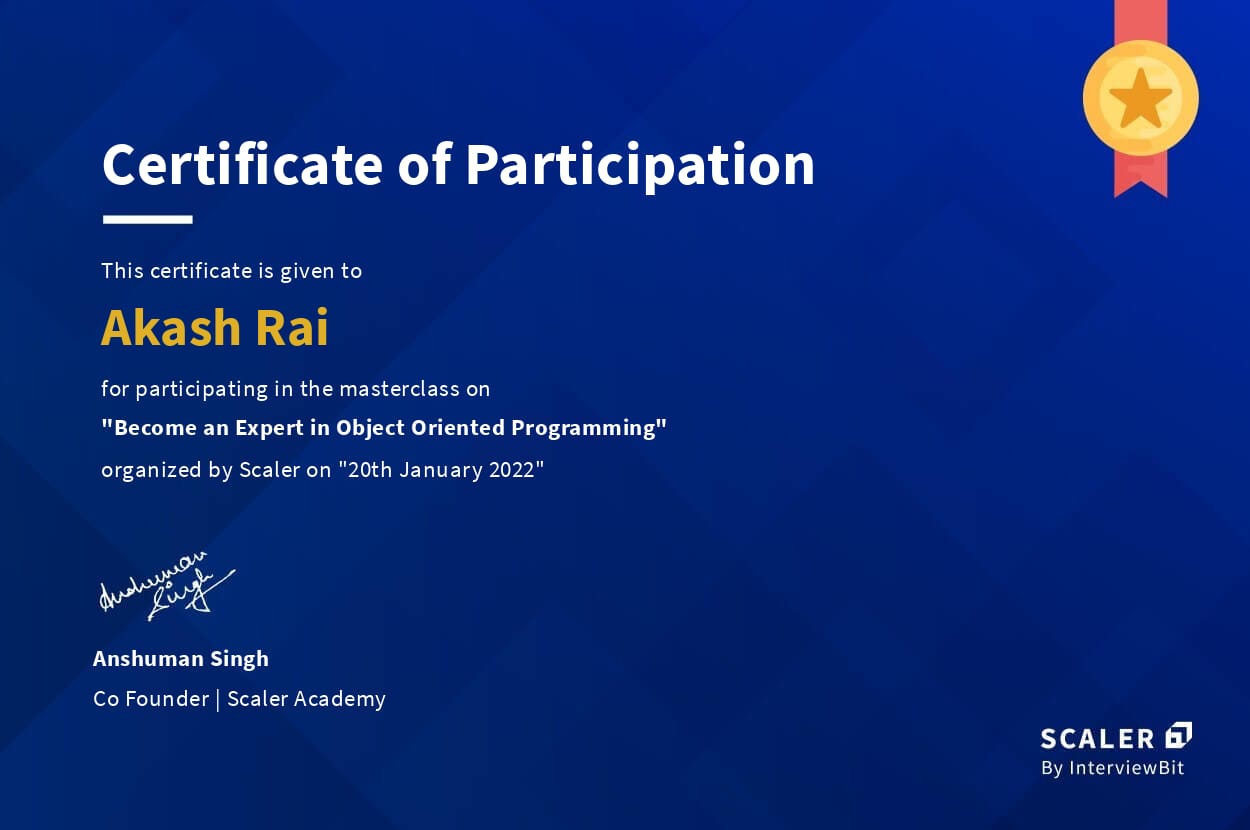 Certificate of Participation
This certificate is given to
Akash Rai
for participating in the masterclass on
"Become an Expert in Object Oriented Programming"
organized by Scaler on "20th January 2022"
Anshuman
Singh
Anshuman Singh
Co Founder | Scaler Academy
SCALER
By InterviewBit